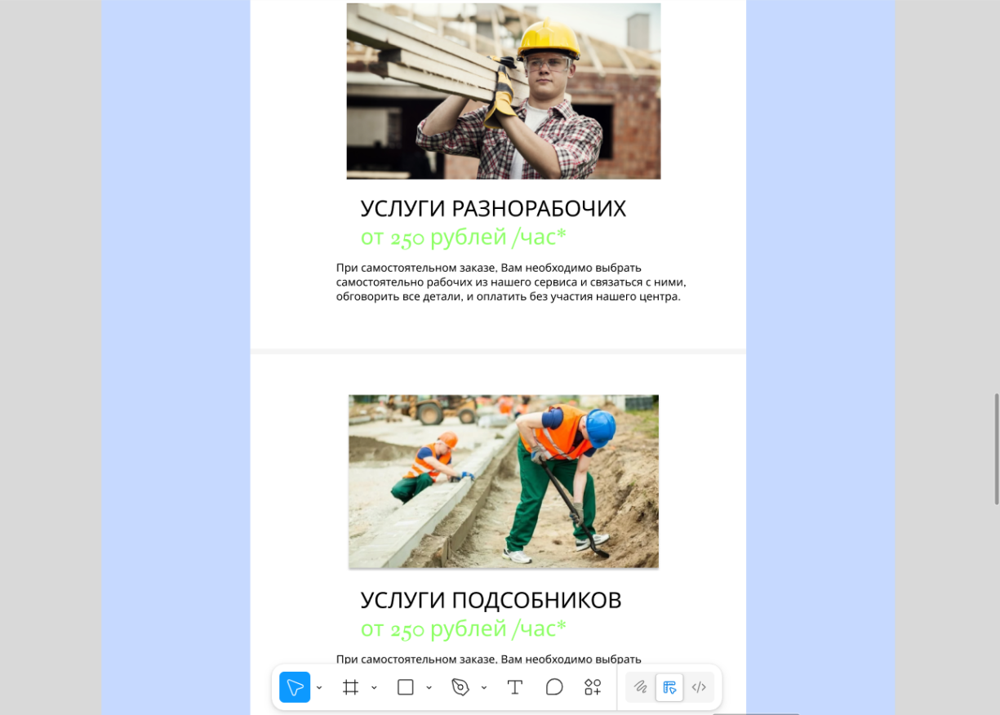 УСЛУГИ РАЗНОРАБОЧИХ
от 250 рублей /час*
При самостоятельном заказе, Вам необходимо выбрать
самостоятельно рабочих из нашего сервиса и связаться с ними,
обговорить все детали, и оплатить без участия нашего центра.
УСЛУГИ ПОДСОБНИКОВ
от 250 рублей /час*
При самостоятельном заказе, Вам необходимо выбрать